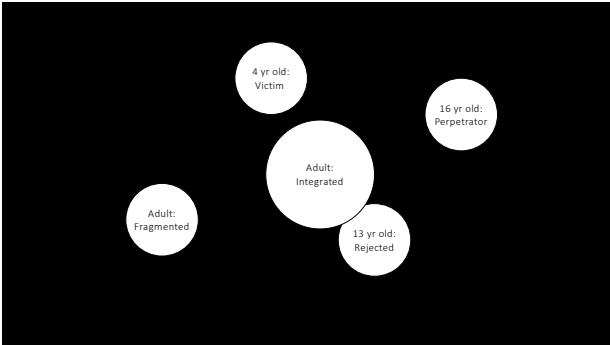 4 yr old:
Victim
16 yr old:
Perpetrator
Adult:
Integrated
Adult:
Fragmented
13 yr old:
Rejected